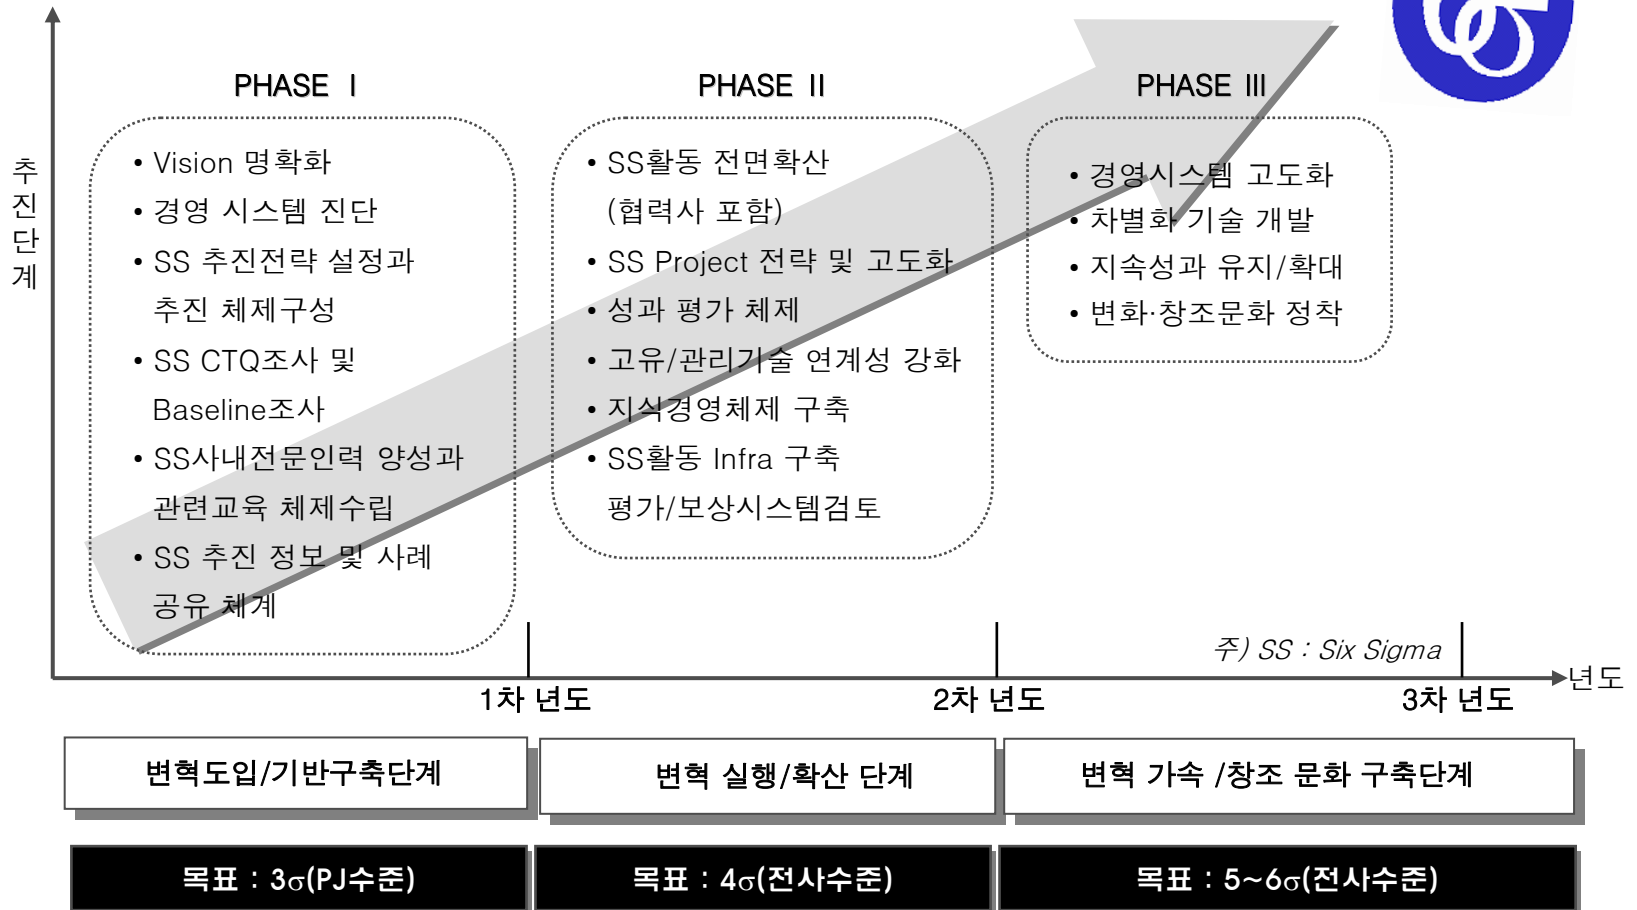 PHASE Ⅰ
• Vision 명확화
• 경영 시스템 진단
• SS 추진전략 설정과
추진 체제구성
• SS CTQ조사 및
Baseline조사
• SS사내전문인력 양성과
관련교육 체제수립
• SS 추진 정보 및 사례
공유 체계
PHASE Ⅱ
• SS활동 전면확산
(협력사 포함)
• SS Project 전략 및 고도화
• 성과 평가 체제
• 고유/관리기술 연계성 강화
• 지식경영체제 구축
• SS활동 Infra 구축
평가/보상시스템검토
PHASE Ⅲ
• 경영시스템 고도화
• 차별화 기술 개발
• 지속성과 유지/확대
• 변화·창조문화 정착
추진단계
주) SS : Six Sigma
년도
1차 년도
2차 년도
3차 년도
변혁도입/기반구축단계
변혁 실행/확산 단계
변혁 가속 /창조 문화 구축단계
목표 : 3σ(PJ수준)
목표 : 4σ(전사수준)
목표 : 5~6σ(전사수준)